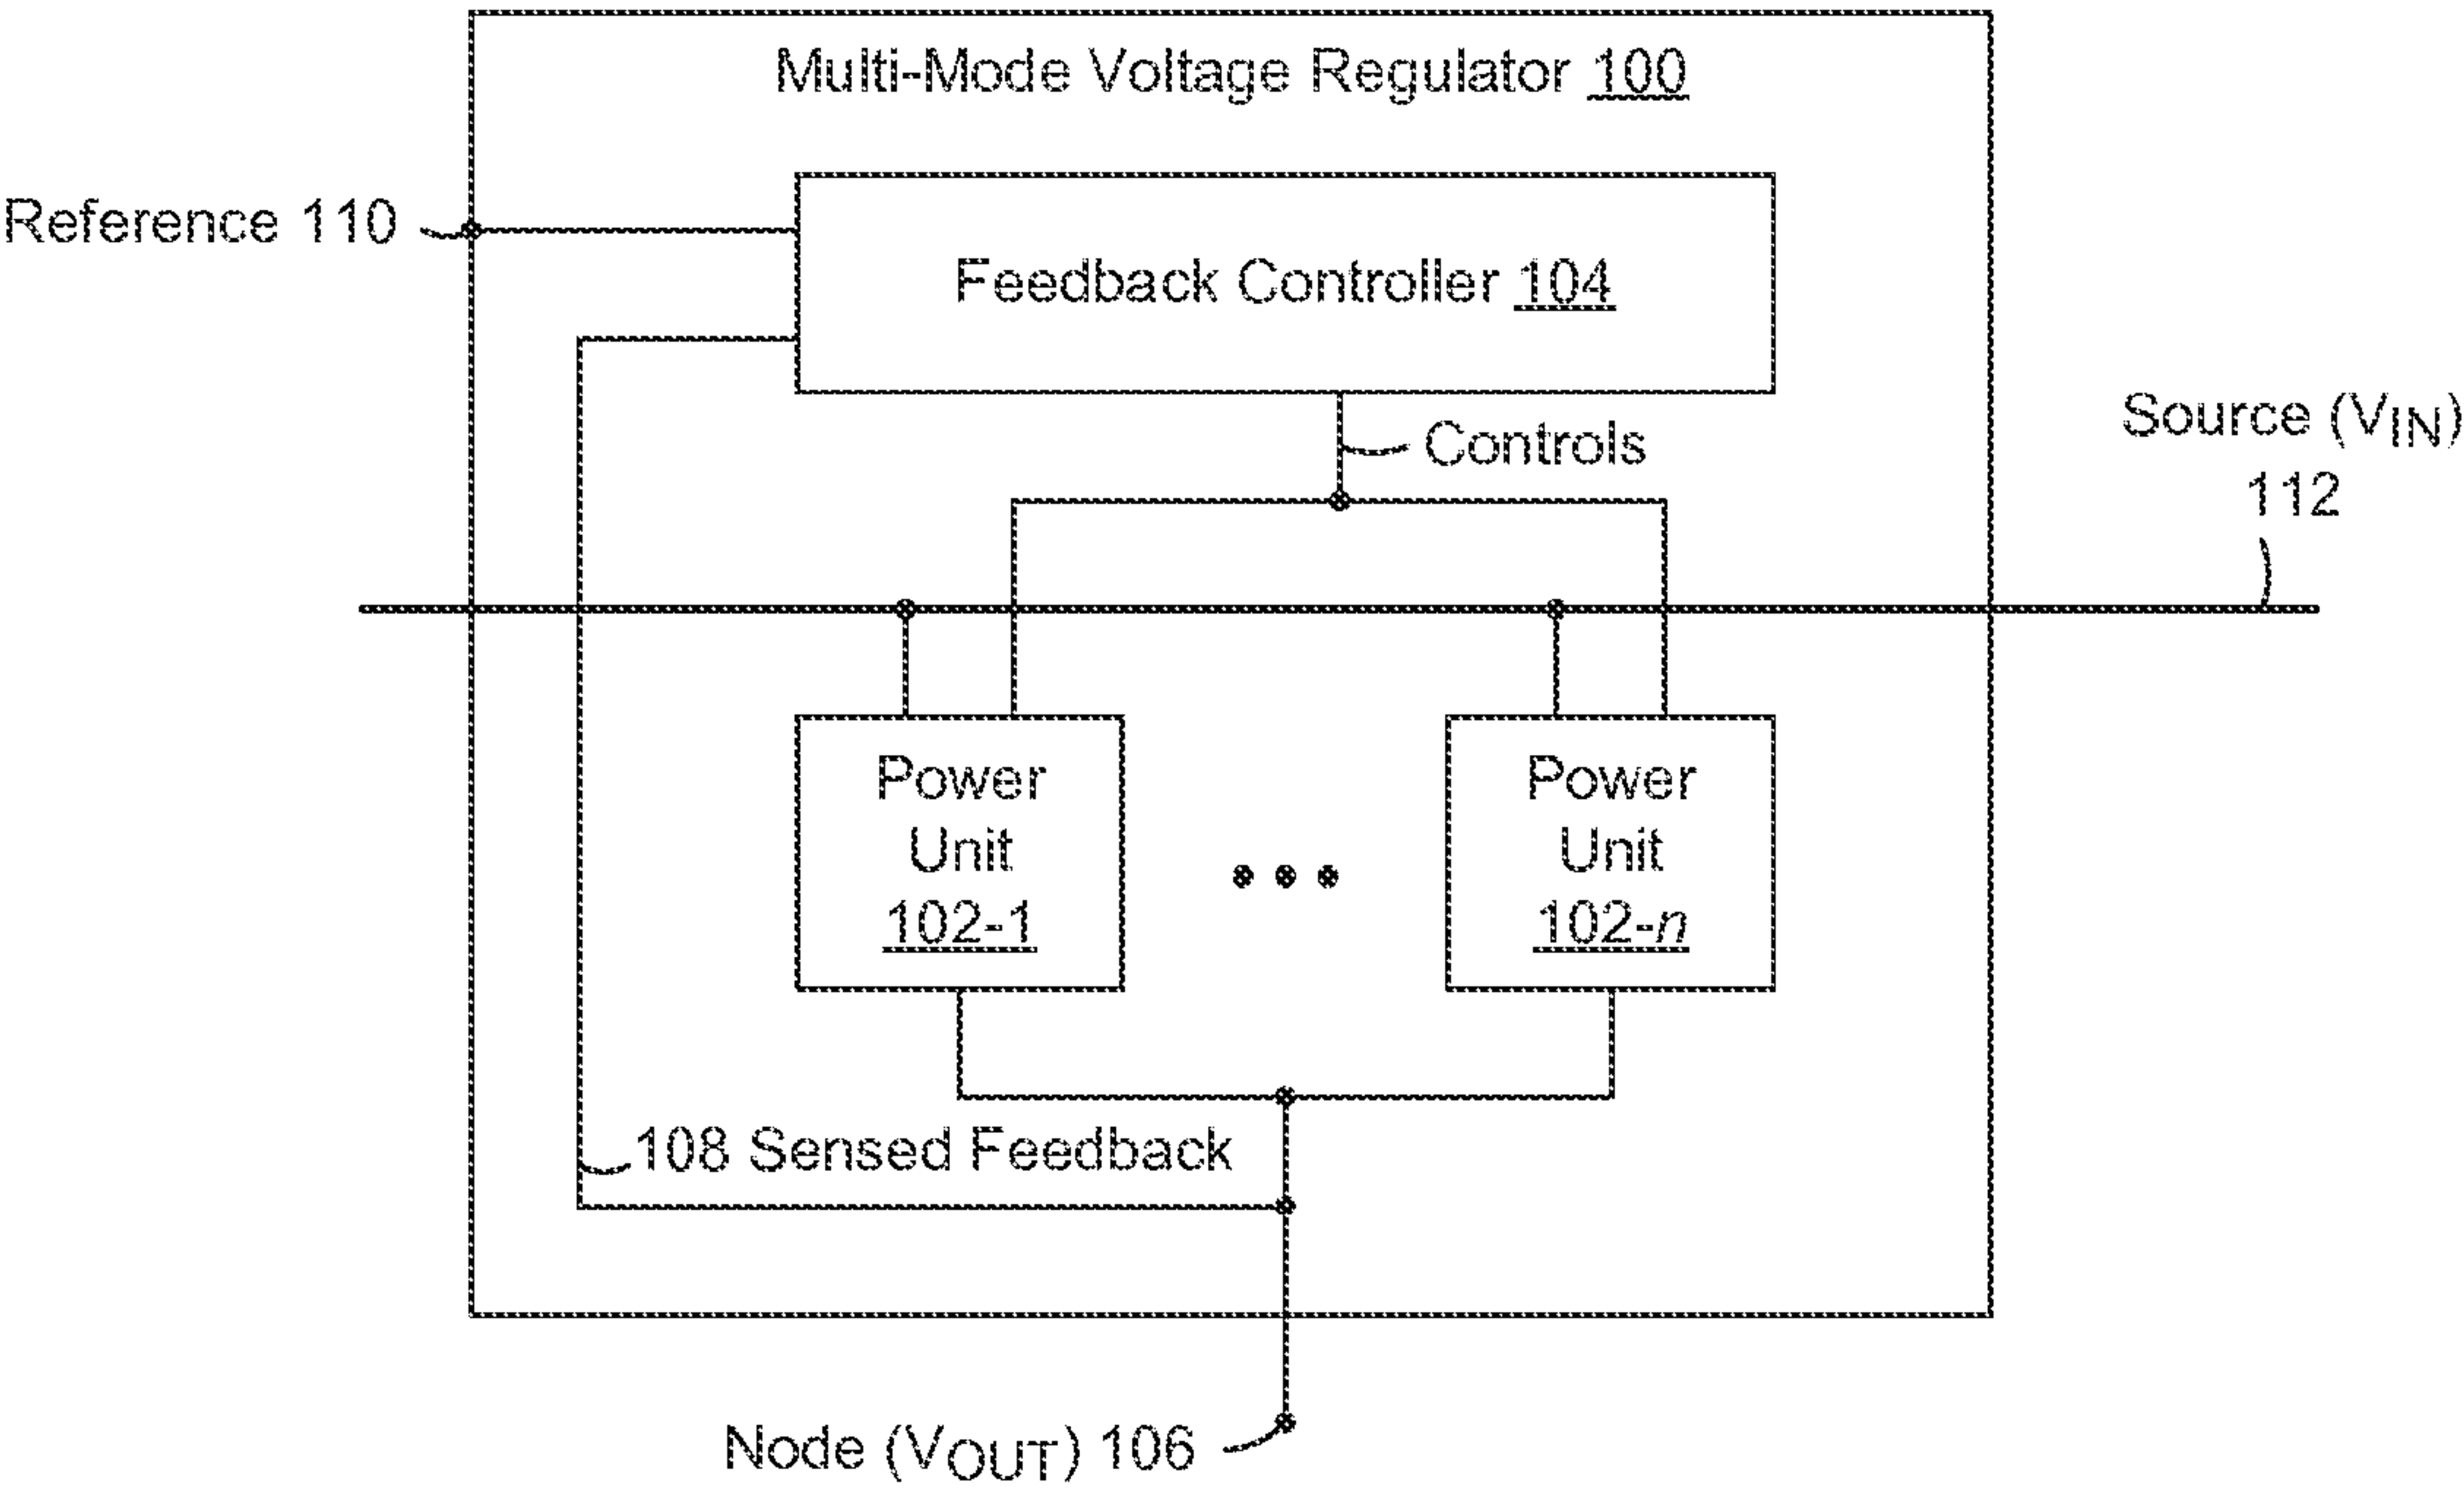 Multi-Mode Voltage Regulator 100
Reference 110
Feedback Controller 104
Controls
Source (VIN)
112
Power
Unit
102-1
Power
Unit
102-n
108 Sensed Feedback
Node (VOUT) 106